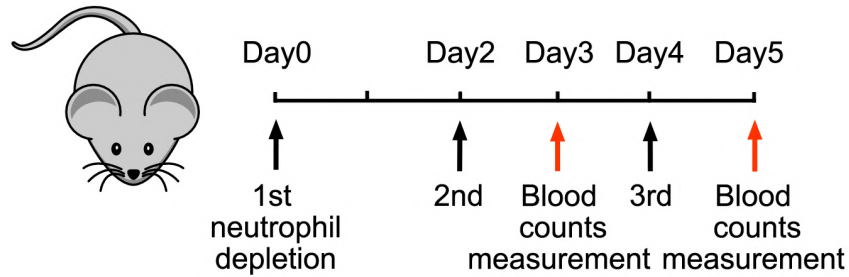 Day0 Day2 Day3 Day4 Day5
1st 2nd Blood 3rd Blood
neutrophil counts counts
depletion measurement measurement